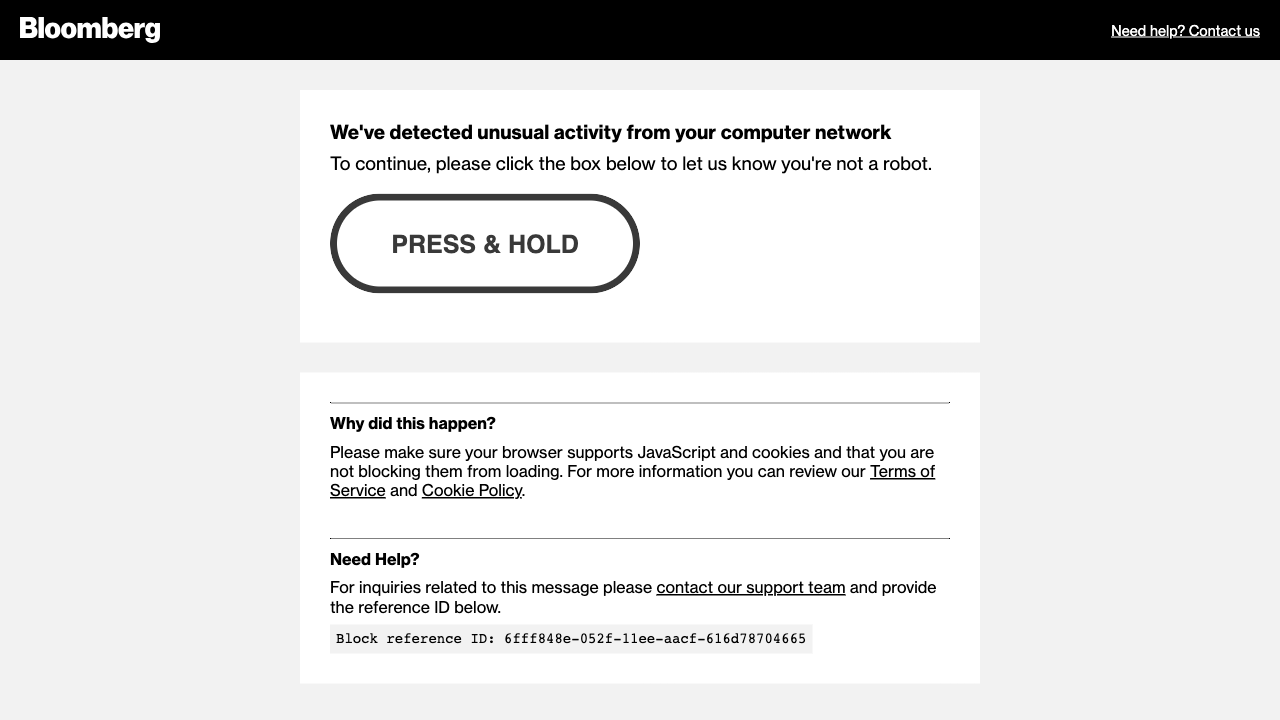 Bloomberg
Need help? Contact us
We've detected unusual activity from your computer network
To continue, please click the box below to let us know you're not a robot.
PRESS & HOLD
Why did this happen?
Please make sure your browser supports JavaScript and cookies and that you are
not blocking them from loading. For more information you can review our Terms of
Service and Cookie Policy.
Need Help?
For inquiries related to this message please contact our support team and provide
the reference ID below.
Block reference ID: 6fff848e-052f-11ee-aacf-616d78704665